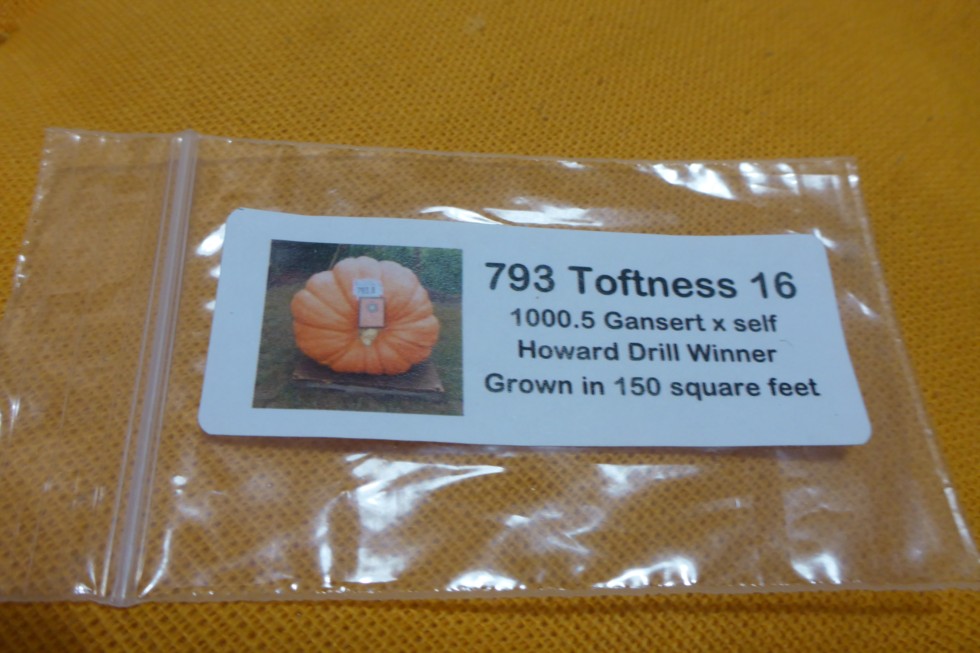 793 Toftness 16
1000.5 Gansert x self
Howard Drill Winner
Grown in 150 square feet